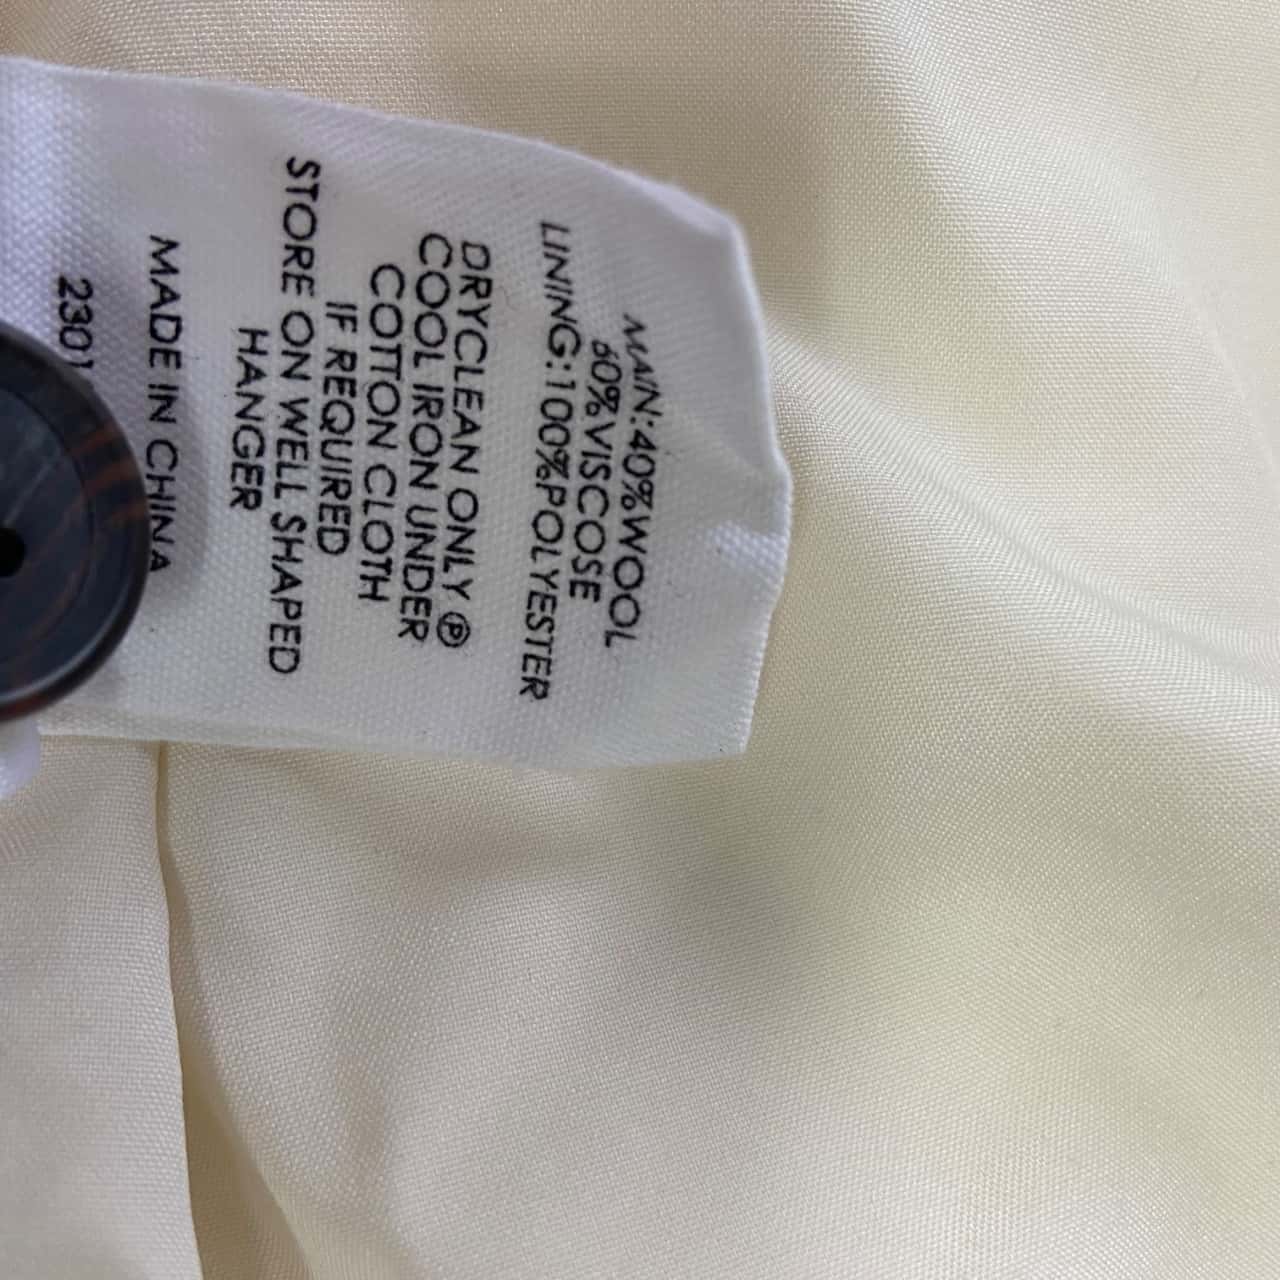 MAIN:40%WOOL
60%VISCOSE
LINING:100%POLYESTER
DRYCLEAN ONLY Ⓟ
COOL IRON UNDER
COTTON CLOTH
IF REQUIRED
STORE ON WELL SHAPED
HANGER
MADE IN CHINA